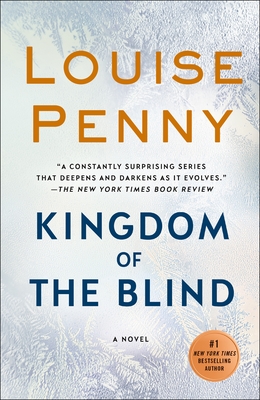 LOUISE
PENNY
"A CONSTANTLY SURPRISING SERIES
THAT DEEPENS AND DARKENS AS IT EVOLVES."
—THE NEW YORK TIMES BOOK REVIEW
KINGDOM
OF
THE BLIND
A NOVEL
#1
NEW YORK TIMES
BESTSELLING
AUTHOR